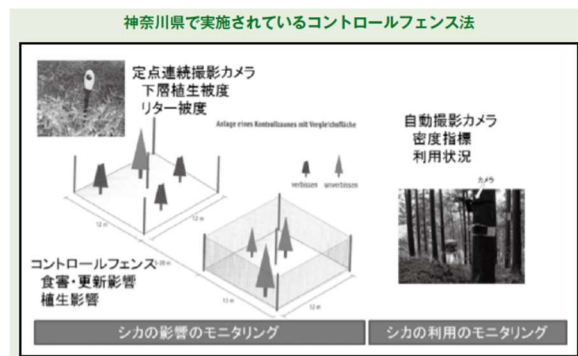 神奈川県で実施されているコントロールフェンス法
定点連続撮影カメラ
下層植生被度
リター被度
Anlage eines Kontrollzaunes mit Vergleichsfläche
verbissen
unverbissen
自動撮影カメラ
密度指標
利用状況
カメラ
12 m
12 m
コントロールフェンス
食害・更新影響
植生影響
12 m
12 m
シカの影響のモニタリング
シカの利用のモニタリング